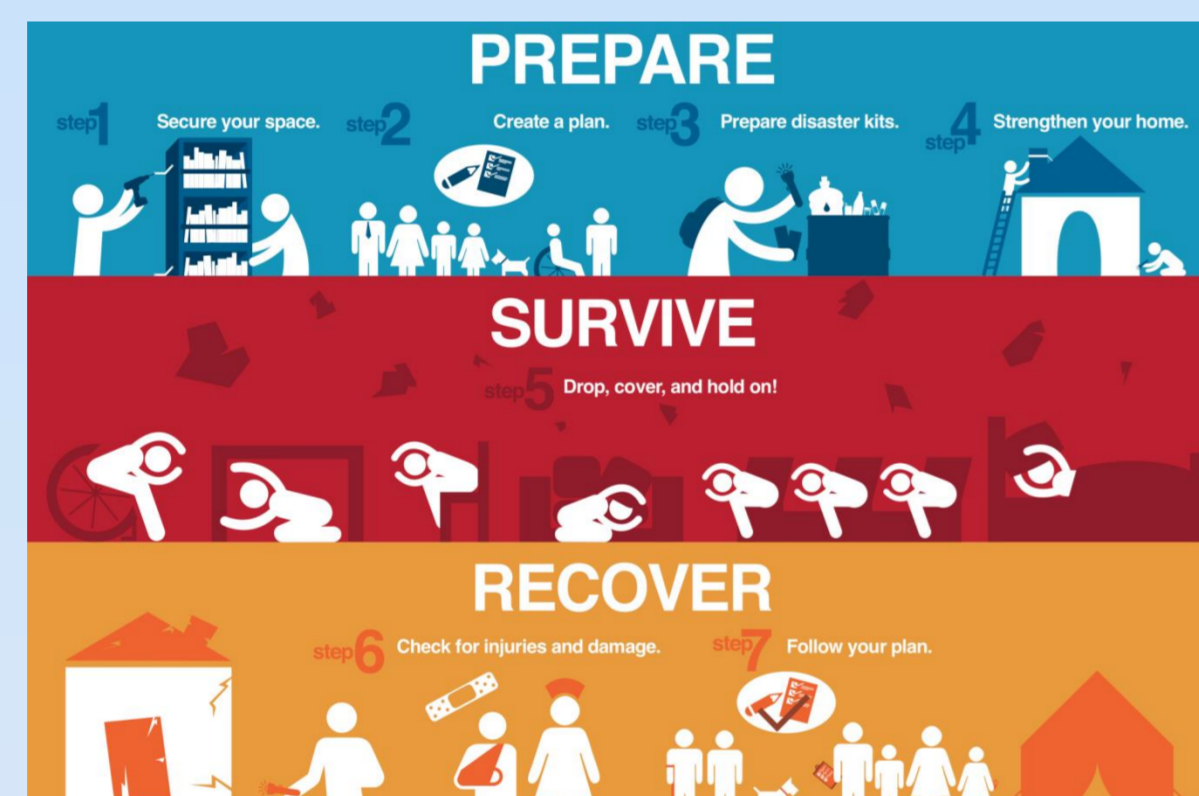 PREPARE
step1 Secure your space.
step2 Create a plan.
step3 Prepare disaster kits.
step4 Strengthen your home.
SURVIVE
step5 Drop, cover, and hold on!
RECOVER
step6 Check for injuries and damage.
step7 Follow your plan.